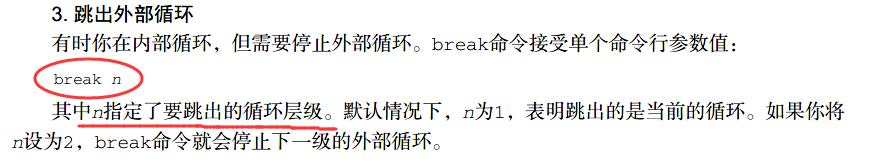 3. 跳出外部循环
有时你在内部循环，但需要停止外部循环。break命令接受单个命令行参数值：
break n
其中n指定了要跳出的循环层级。默认情况下，n为1，表明跳出的是当前的循环。如果你将
n设为2，break命令就会停止下一级的外部循环。